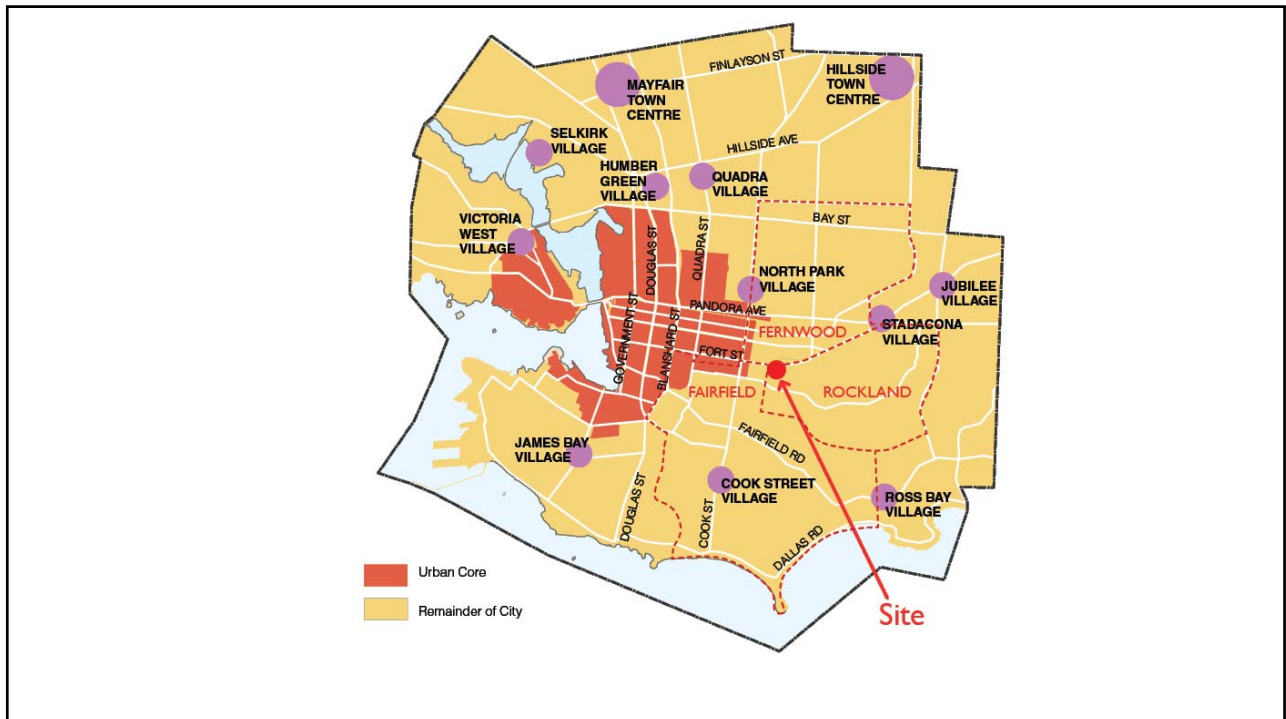 FINLAYSON ST
MAYFAIR
TOWN
CENTRE
HILLSIDE
TOWN
CENTRE
SELKIRK
VILLAGE
HILLSIDE AVE
HUMBER
GREEN
VILLAGE
QUADRA
VILLAGE
VICTORIA
WEST
VILLAGE
BAY ST
DOUGLAS ST
QUADRA ST
NORTH PARK
VILLAGE
JUBILEE
VILLAGE
PANDORA AVE
STADACONA
VILLAGE
FERNWOOD
GOVERNMENT ST
BLANSHARD ST
FORT ST
FAIRFIELD
ROCKLAND
FAIRFIELD RD
JAMES BAY
VILLAGE
COOK STREET
VILLAGE
ROSS BAY
VILLAGE
DOUGLAS ST
COOK ST
DALLAS RD
Urban Core
Remainder of City
Site